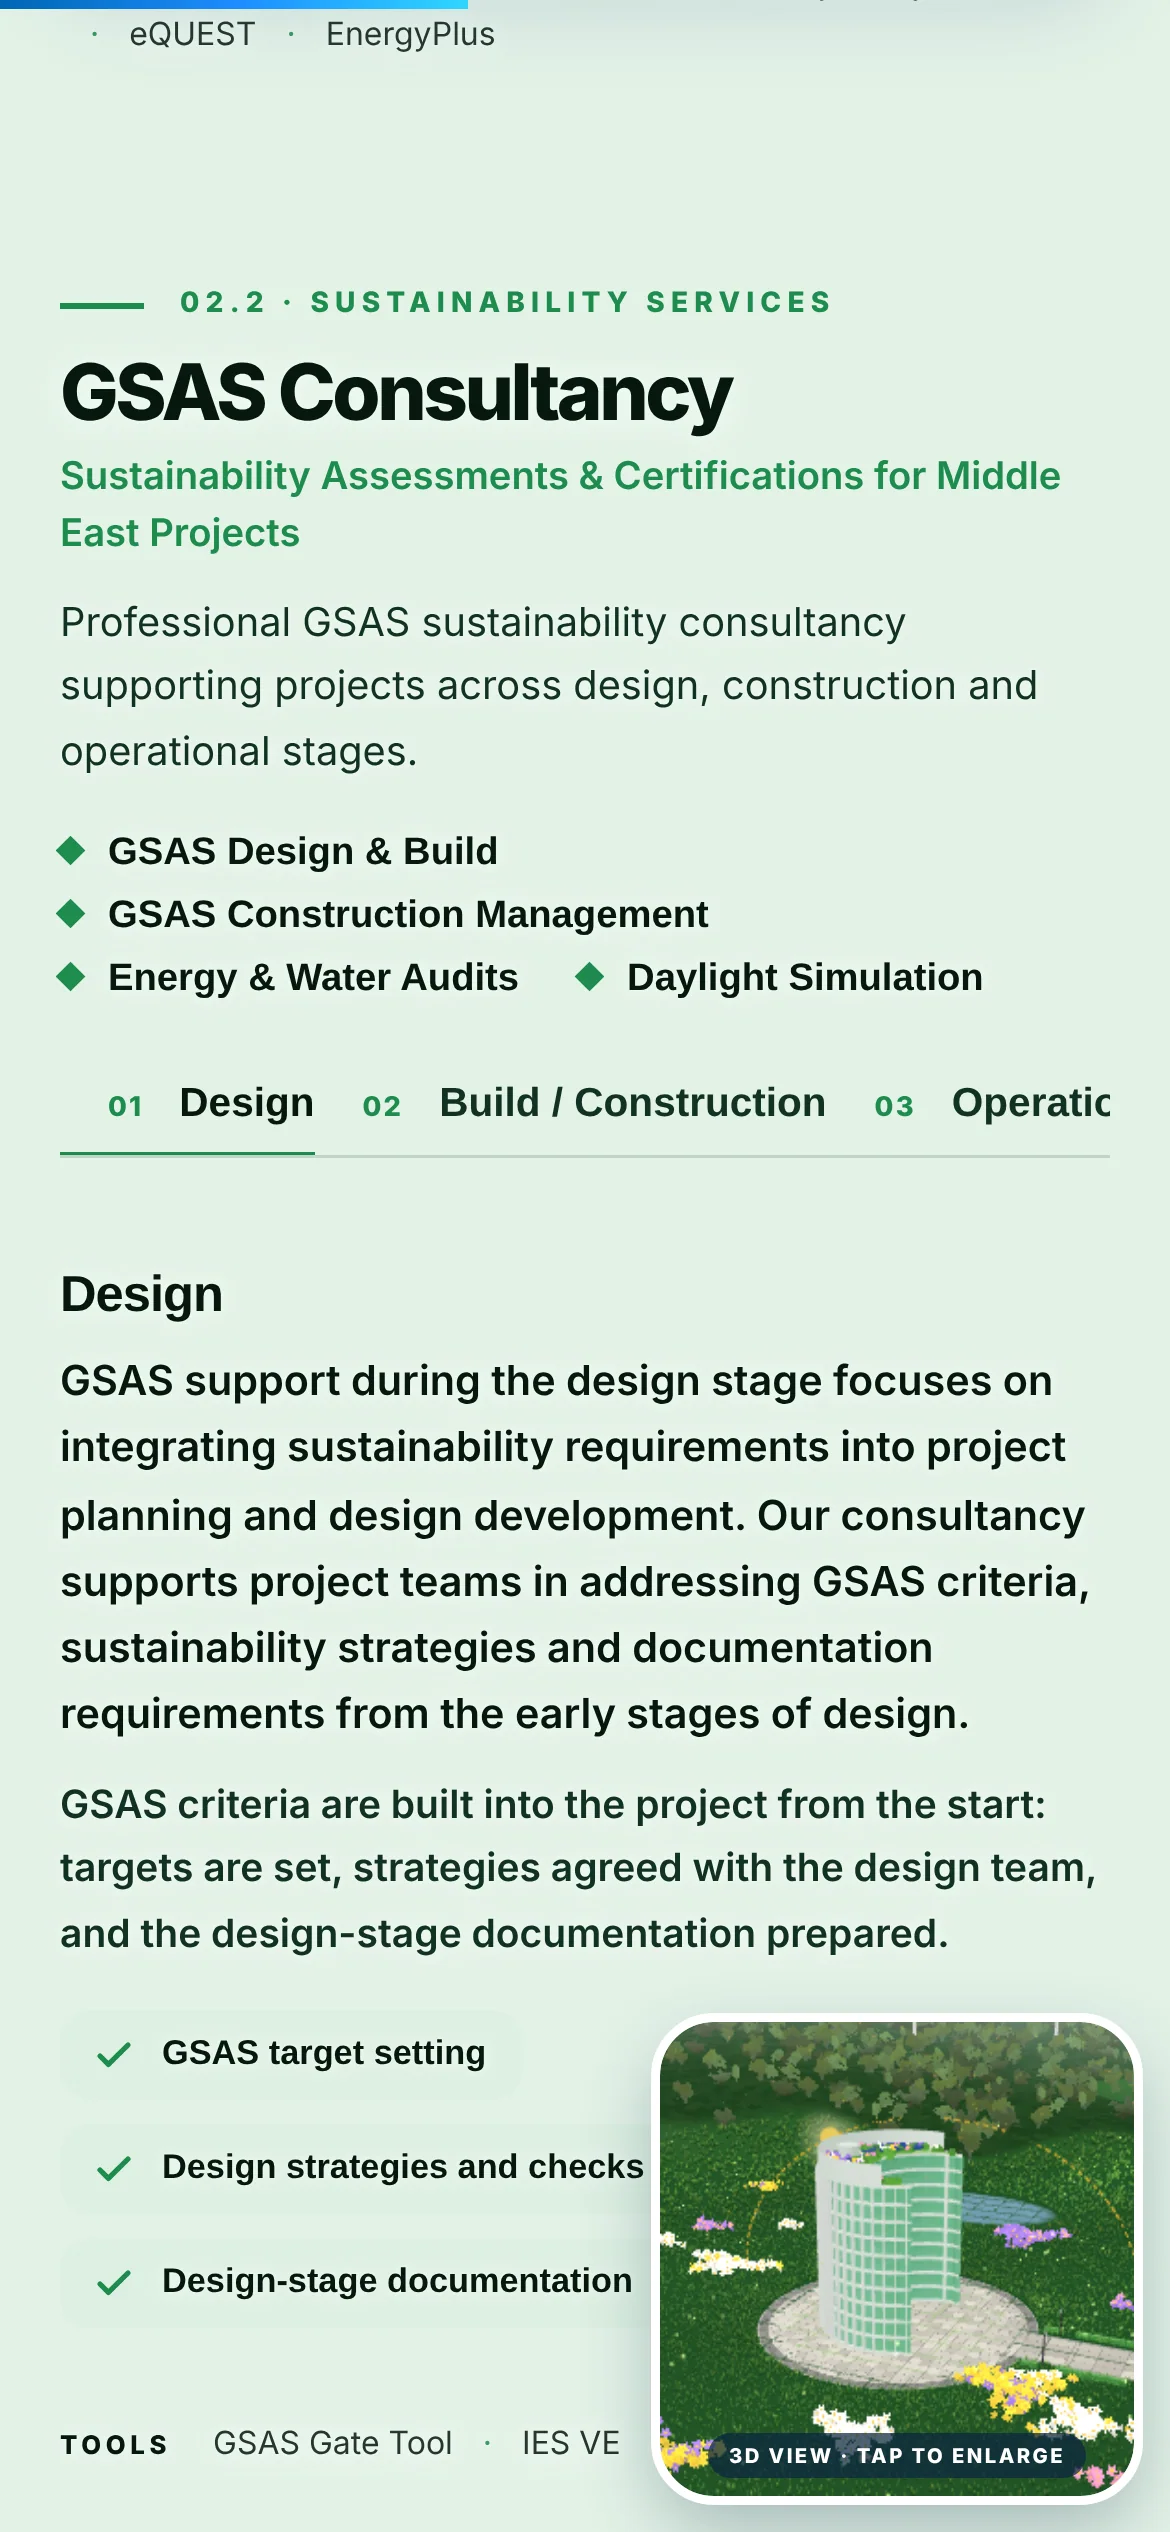 · eQUEST · EnergyPlus
02.2 · SUSTAINABILITY SERVICES
GSAS Consultancy
Sustainability Assessments & Certifications for Middle
East Projects
Professional GSAS sustainability consultancy
supporting projects across design, construction and
operational stages.
GSAS Design & Build
GSAS Construction Management
Energy & Water Audits
Daylight Simulation
01 Design 02 Build / Construction 03
Design
GSAS support during the design stage focuses on
integrating sustainability requirements into project
planning and design development. Our consultancy
supports project teams in addressing GSAS criteria,
sustainability strategies and documentation
requirements from the early stages of design.
GSAS criteria are built into the project from the start:
targets are set, strategies agreed with the design team,
and the design-stage documentation prepared.
GSAS target setting
Design strategies and checks
Design-stage documentation
TOOLS GSAS Gate Tool · IES VE
3D VIEW · TAP TO ENLARGE